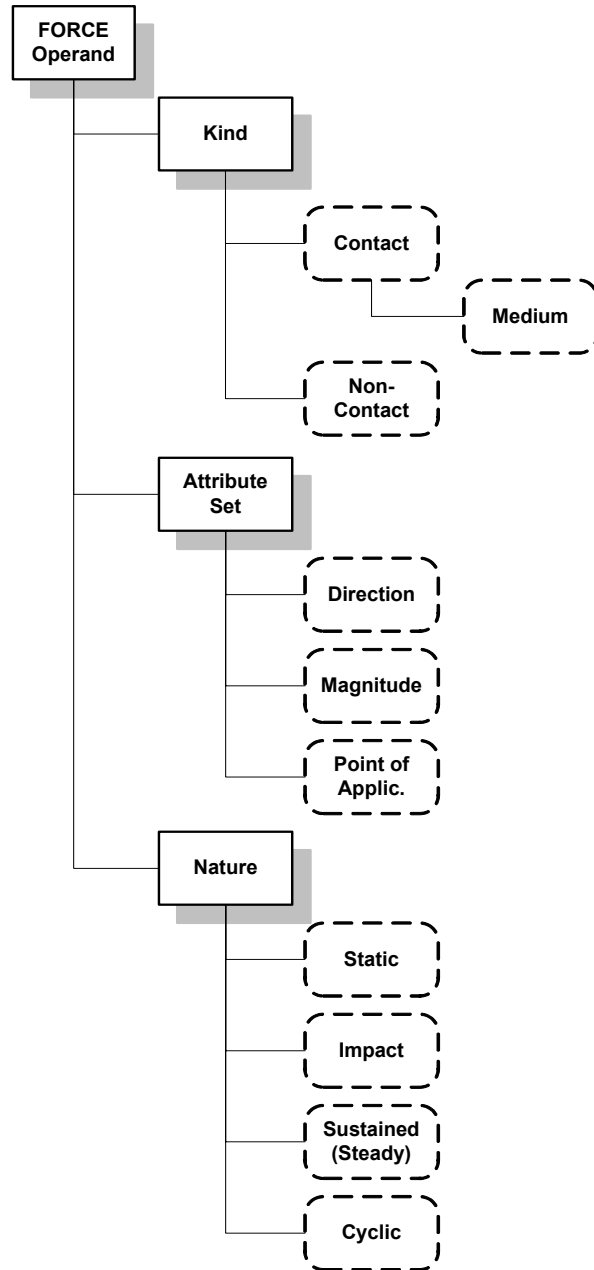 FORCE
Operand
Kind
Contact
Medium
Non-
Contact
Attribute
Set
Direction
Magnitude
Point of
Applic.
Nature
Static
Impact
Sustained
(Steady)
Cyclic